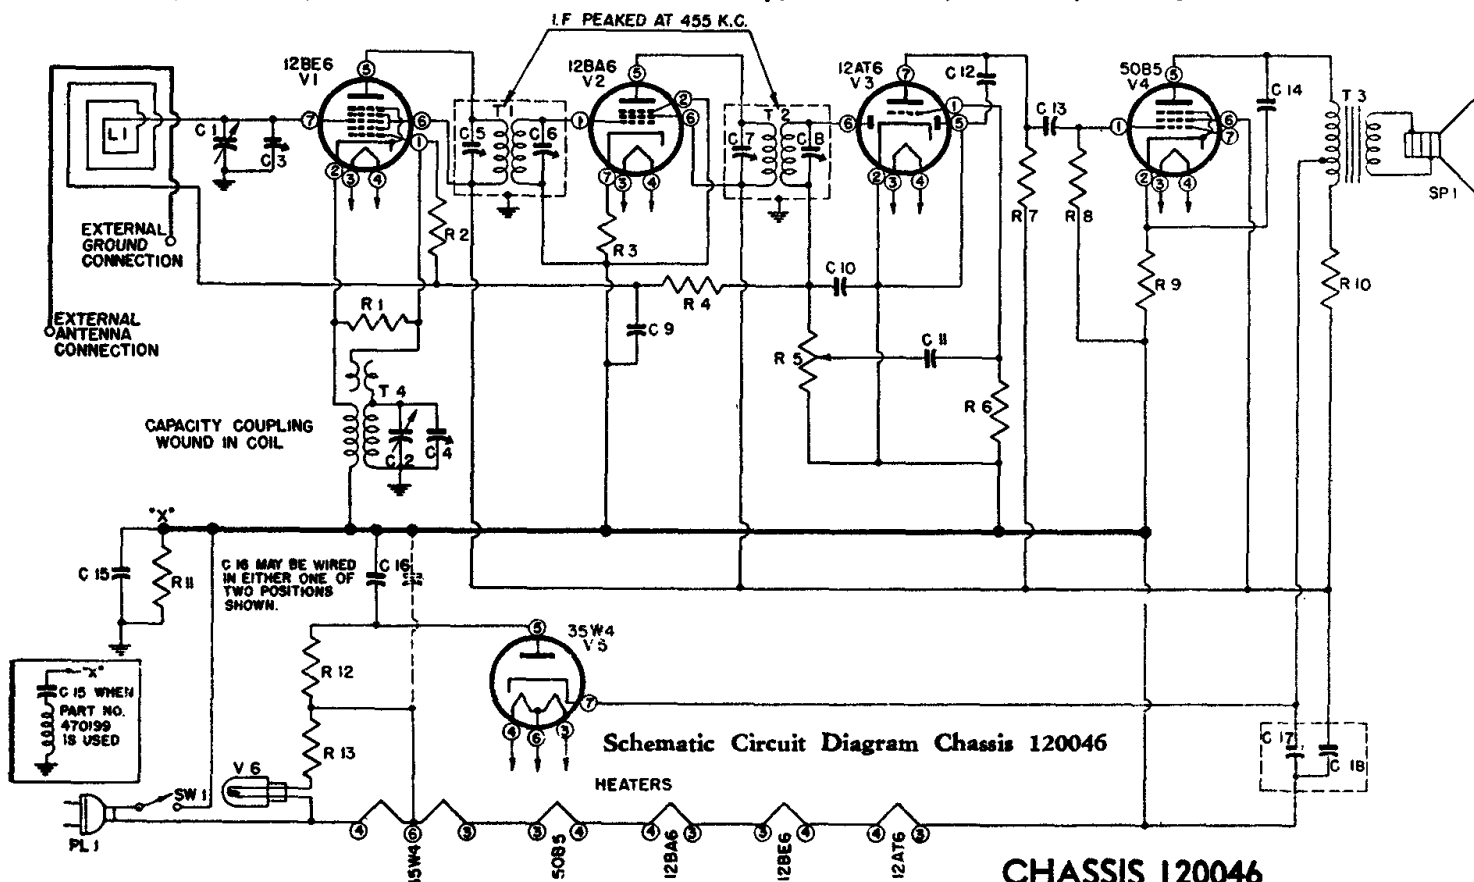 I.F PEAKED AT 455 K.C.
12BE6
V1
12BA6
V2
12AT6
V3
50B5
V4
L1
C1
C3
T1
C5
C6
T2
C7
C8
C12
C13
C14
T3
SP1
EXTERNAL
GROUND
CONNECTION
R2
R3
R4
C10
R7
R8
R9
R10
EXTERNAL
ANTENNA
CONNECTION
R1
C9
R5
C11
R6
T4
C2
C4
CAPACITY COUPLING
WOUND IN COIL
"X"
C15
R11
C 16 MAY BE WIRED
IN EITHER ONE OF
TWO POSITIONS
SHOWN.
C16
35W4
V5
R12
R13
"X"
C 15 WHEN
PART NO.
470199
IS USED
V6
SW1
PL1
Schematic Circuit Diagram Chassis 120046
HEATERS
C17
C18
35W4
50B5
12BA6
12BE6
12AT6
CHASSIS 120046